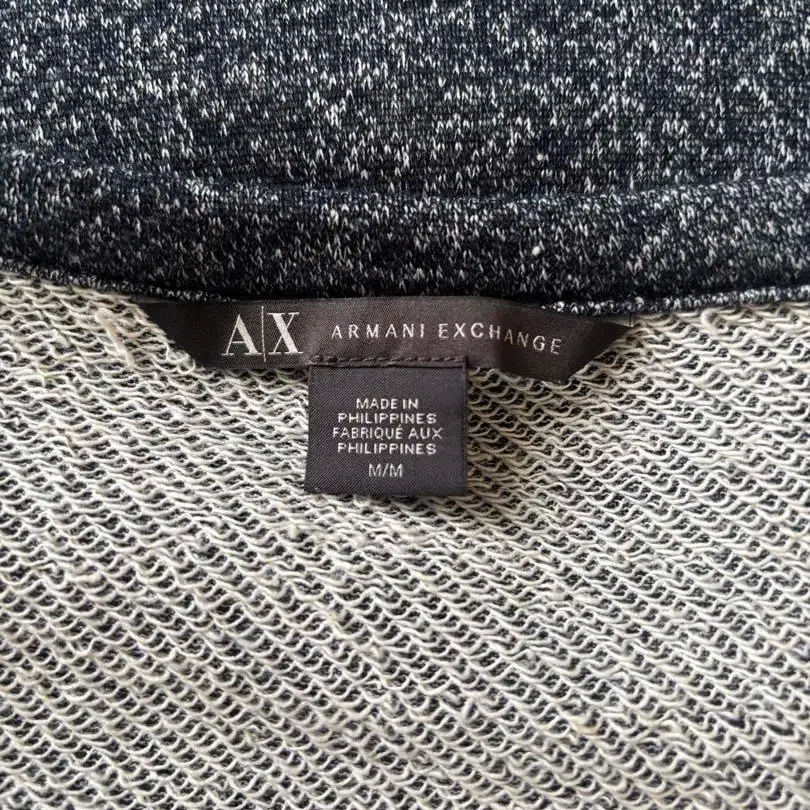 A|X ARMANI EXCHANGE
MADE IN
PHILIPPINES
FABRIQUÉ AUX
PHILIPPINES
M/M